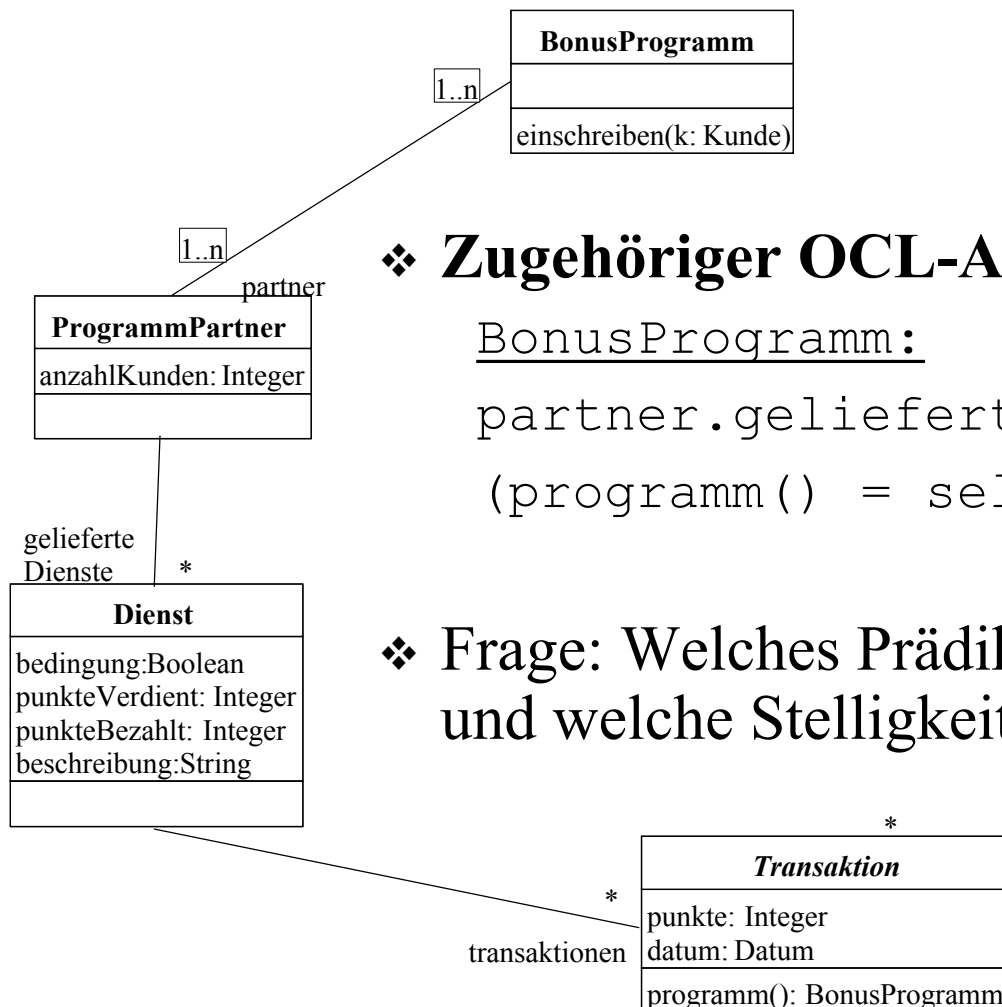 BonusProgramm
1..n
einschreiben(k: Kunde)
1..n
partner
❖ Zugehöriger OCL-A
ProgrammPartner
anzahlKunden: Integer
BonusProgramm:
partner.geliefert
(programm() = sel
gelieferte
Dienste
*
Dienst
bedingung:Boolean
punkteVerdient: Integer
punkteBezahlt: Integer
beschreibung:String
❖ Frage: Welches Prädik
und welche Stelligkeit
*
Transaktion
*
punkte: Integer
transaktionen
datum: Datum
programm(): BonusProgramm